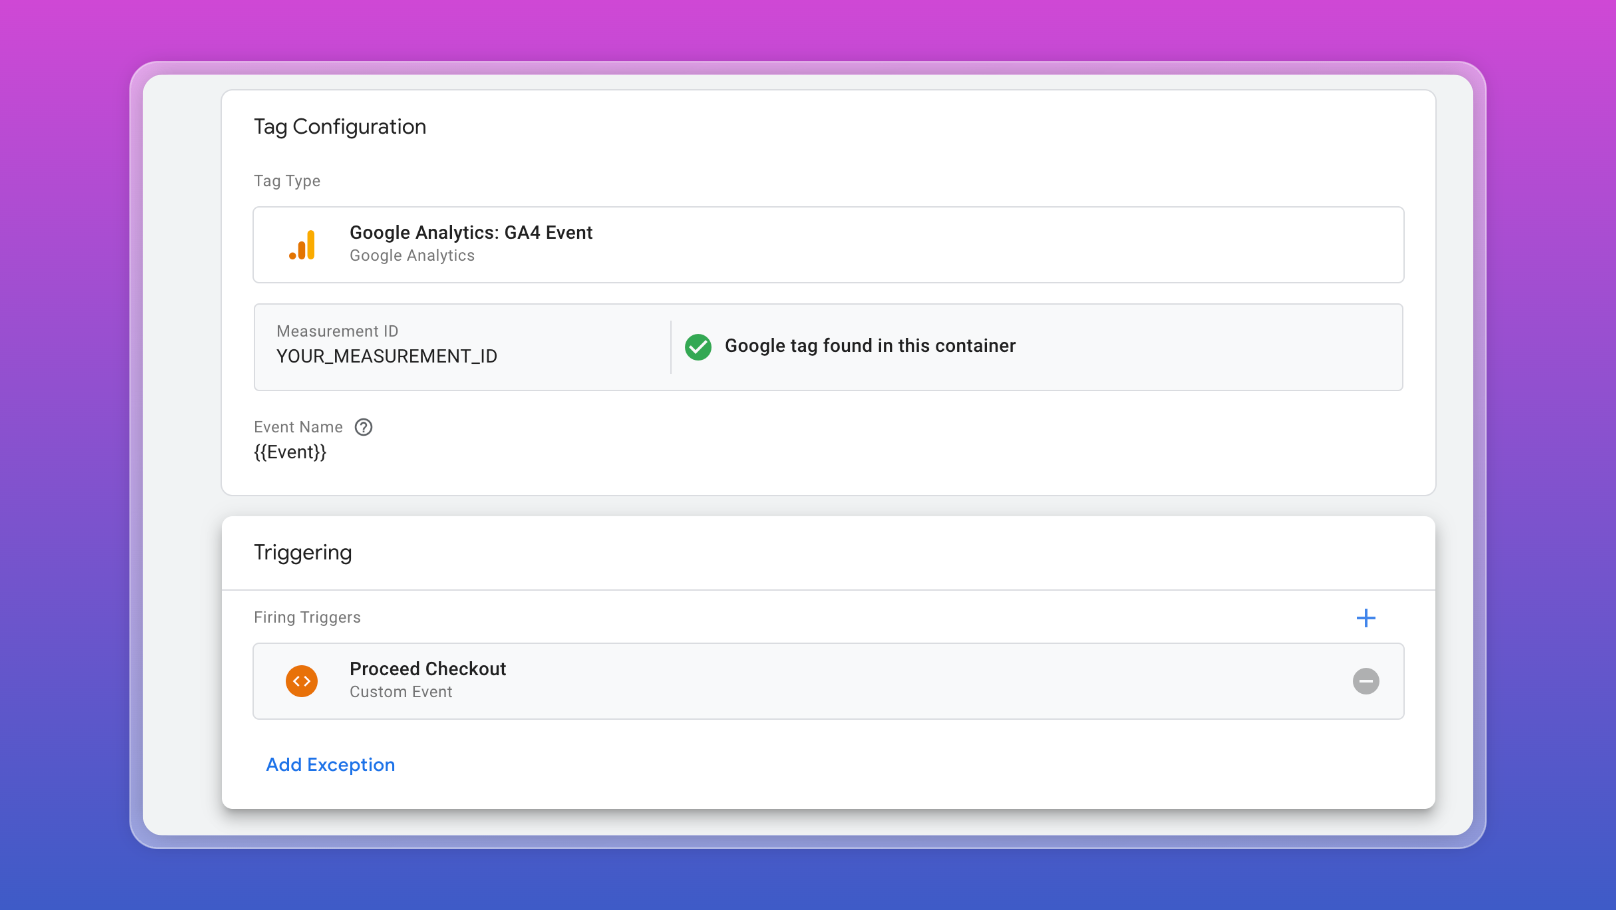 Tag Configuration
Tag Type
Google Analytics: GA4 Event
Google Analytics
Measurement ID
YOUR_MEASUREMENT_ID
Google tag found in this container
Event Name
{{Event}}
Triggering
Firing Triggers
Proceed Checkout
Custom Event
Add Exception